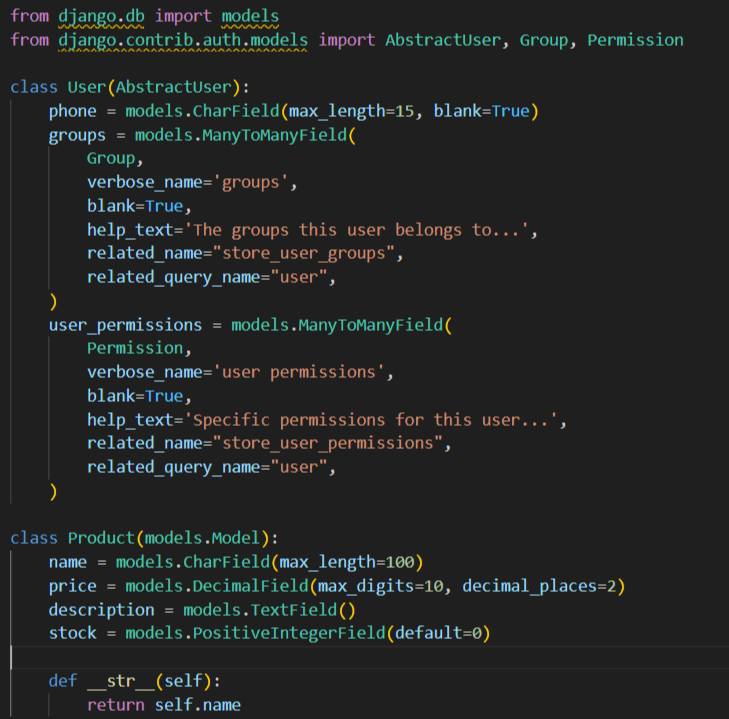 from django.db import models
from django.contrib.auth.models import AbstractUser, Group, Permission

class User(AbstractUser):
    phone = models.CharField(max_length=15, blank=True)
    groups = models.ManyToManyField(
        Group,
        verbose_name='groups',
        blank=True,
        help_text='The groups this user belongs to...',
        related_name="store_user_groups",
        related_query_name="user",
    )
    user_permissions = models.ManyToManyField(
        Permission,
        verbose_name='user permissions',
        blank=True,
        help_text='Specific permissions for this user...',
        related_name="store_user_permissions",
        related_query_name="user",
    )

class Product(models.Model):
    name = models.CharField(max_length=100)
    price = models.DecimalField(max_digits=10, decimal_places=2)
    description = models.TextField()
    stock = models.PositiveIntegerField(default=0)

    def __str__(self):
        return self.name